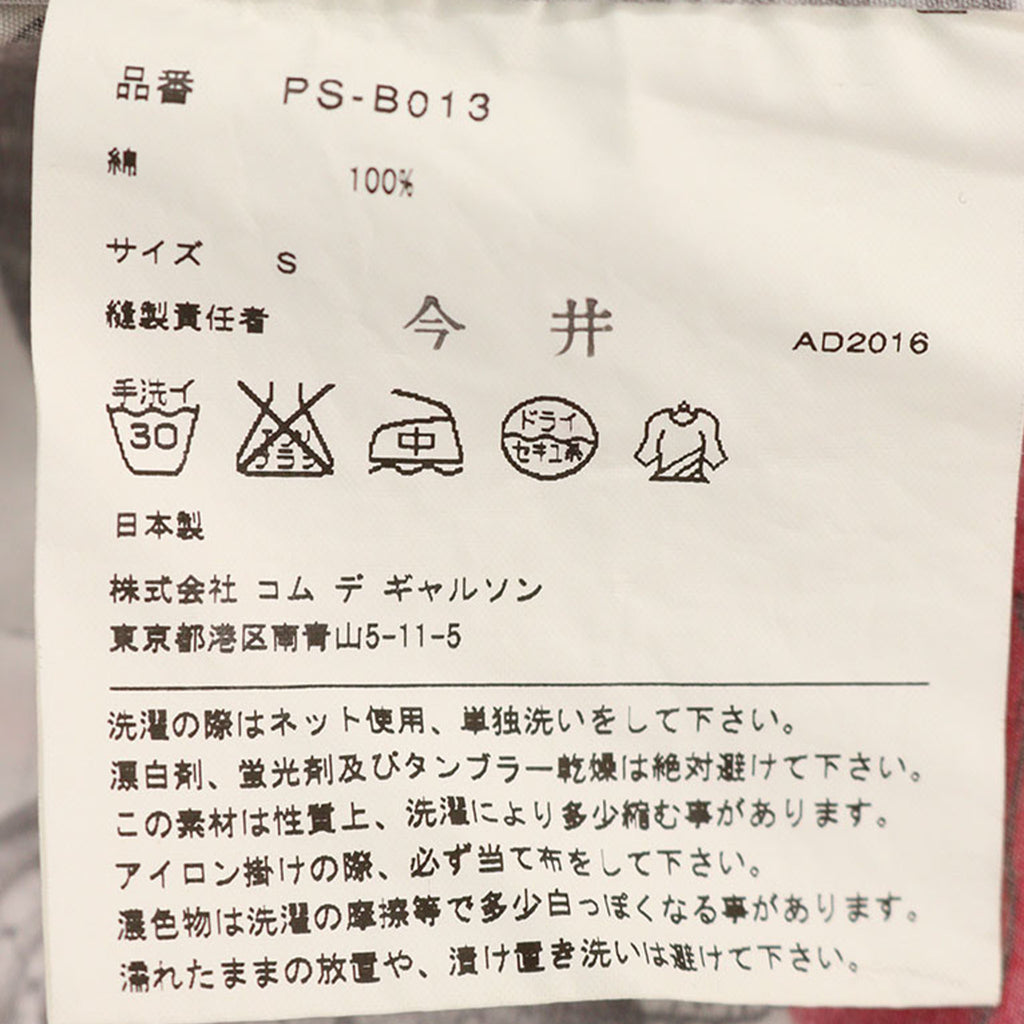 品番 PS-B013
綿 100%
サイズ S
縫製責任者 今井 AD2016
手洗イ
30
エンソ
サラシ
中
ドライ
セキユ系
日本製
株式会社 コム デ ギャルソン
東京都港区南青山5-11-5
洗濯の際はネット使用、単独洗いをして下さい。
漂白剤、蛍光剤及びタンブラー乾燥は絶対避けて下さい。
この素材は性質上、洗濯により多少縮む事があります。
アイロン掛けの際、必ず当て布をして下さい。
濃色物は洗濯の摩擦等で多少白っぽくなる事があります。
濡れたままの放置や、漬け置き洗いは避けて下さい。